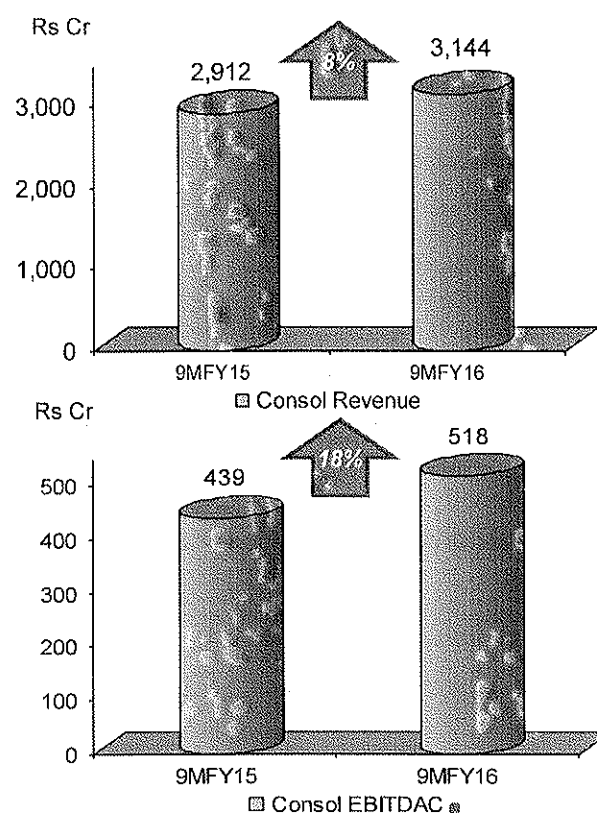 Rs Cr
8%
2,912
3,144
3,000
2,000
1,000
0
9MFY15
9MFY16
Consol Revenue
Rs Cr
18%
439
518
500
400
300
200
100
0
9MFY15
9MFY16
Consol EBITDAC